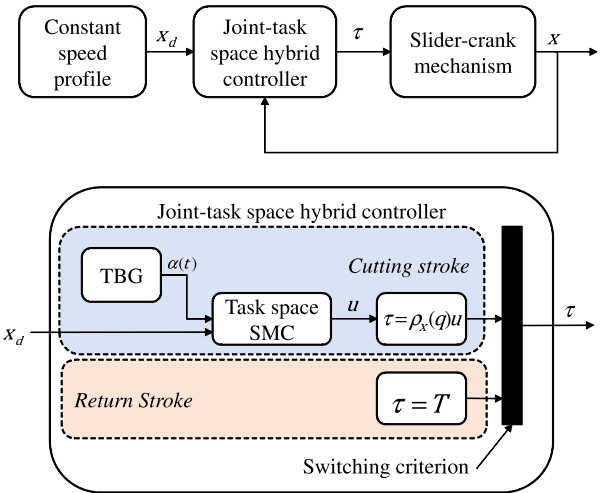 Constant
speed
profile
x_d
Joint-task
space hybrid
controller
τ
Slider-crank
mechanism
x
Joint-task space hybrid controller
TBG
α(t)
Cutting stroke
Task space
SMC
u
τ=ρ_x(q)u
τ
x_d
Return Stroke
τ = T
Switching criterion